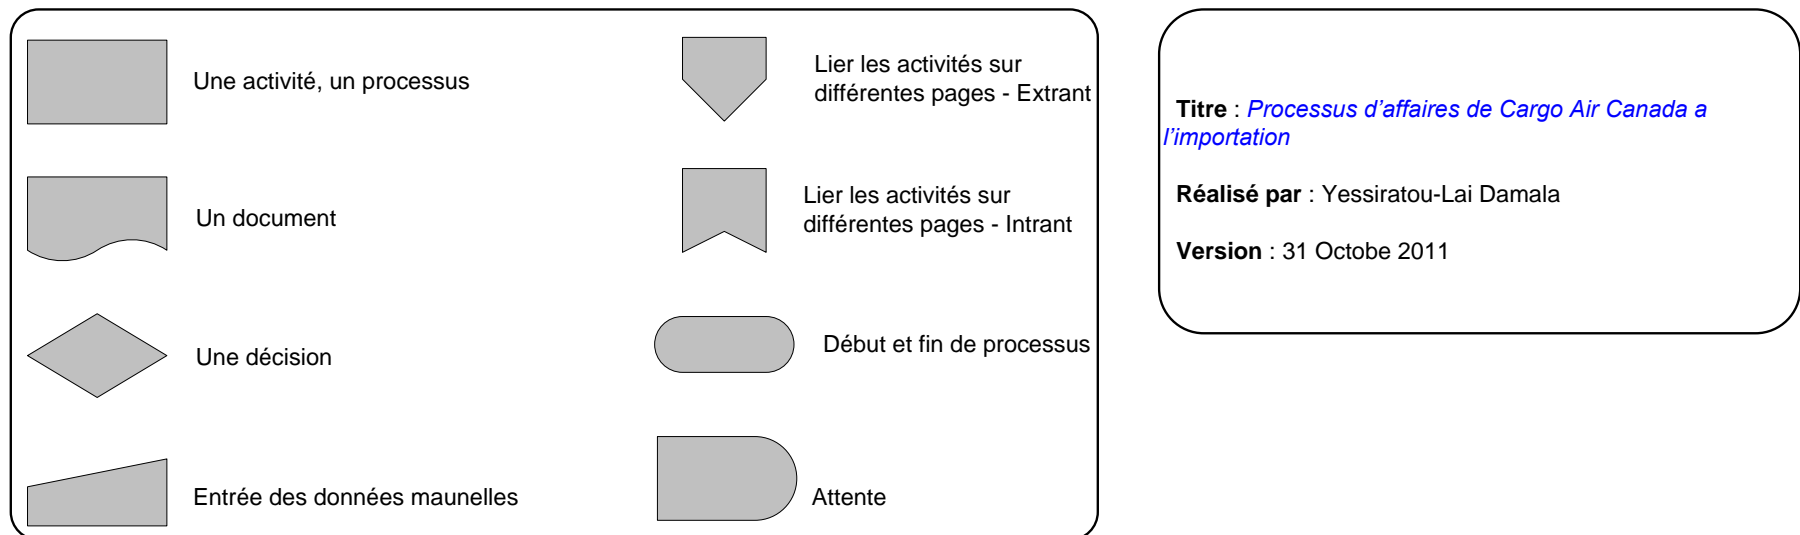 Une activité, un processus
Un document
Une décision
Entrée des données maunelles
Lier les activités sur
différentes pages - Extrant
Lier les activités sur
différentes pages - Intrant
Début et fin de processus
Attente
Titre : Processus d’affaires de Cargo Air Canada a
l’importation
Réalisé par : Yessiratou-Lai Damala
Version : 31 Octobe 2011